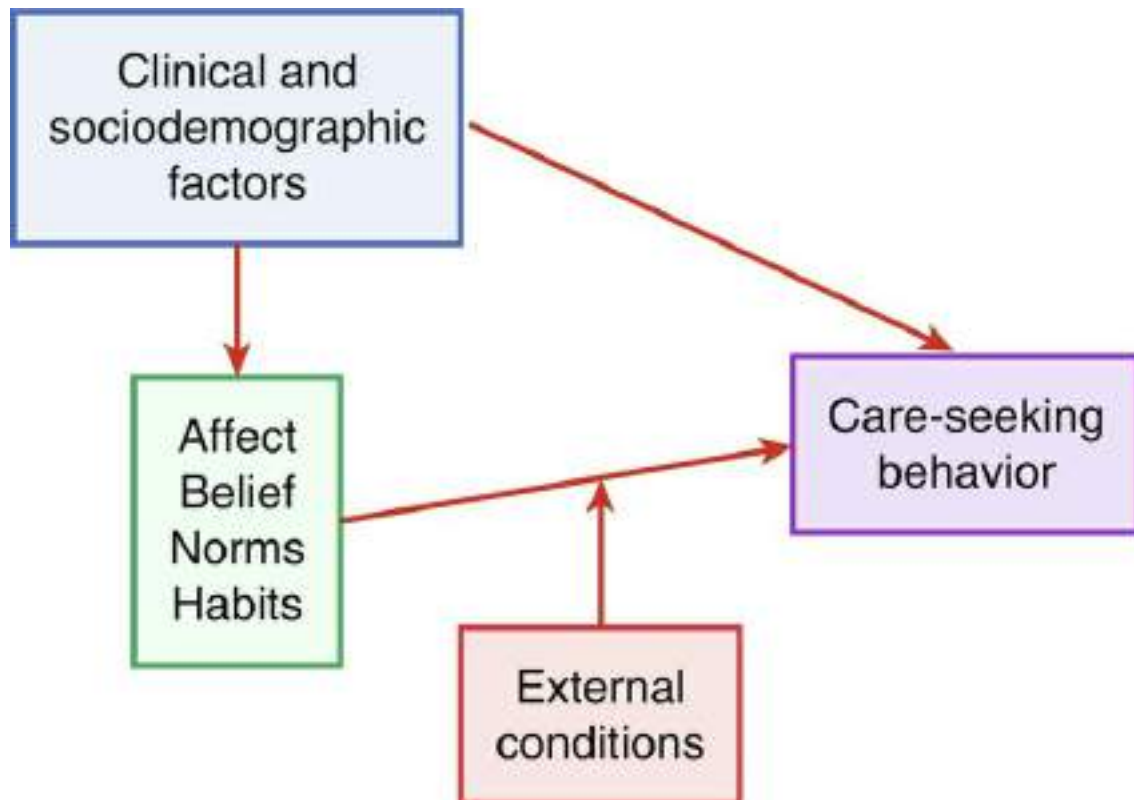 Clinical and
sociodemographic
factors
Affect
Belief
Norms
Habits
Care-seeking
behavior
External
conditions